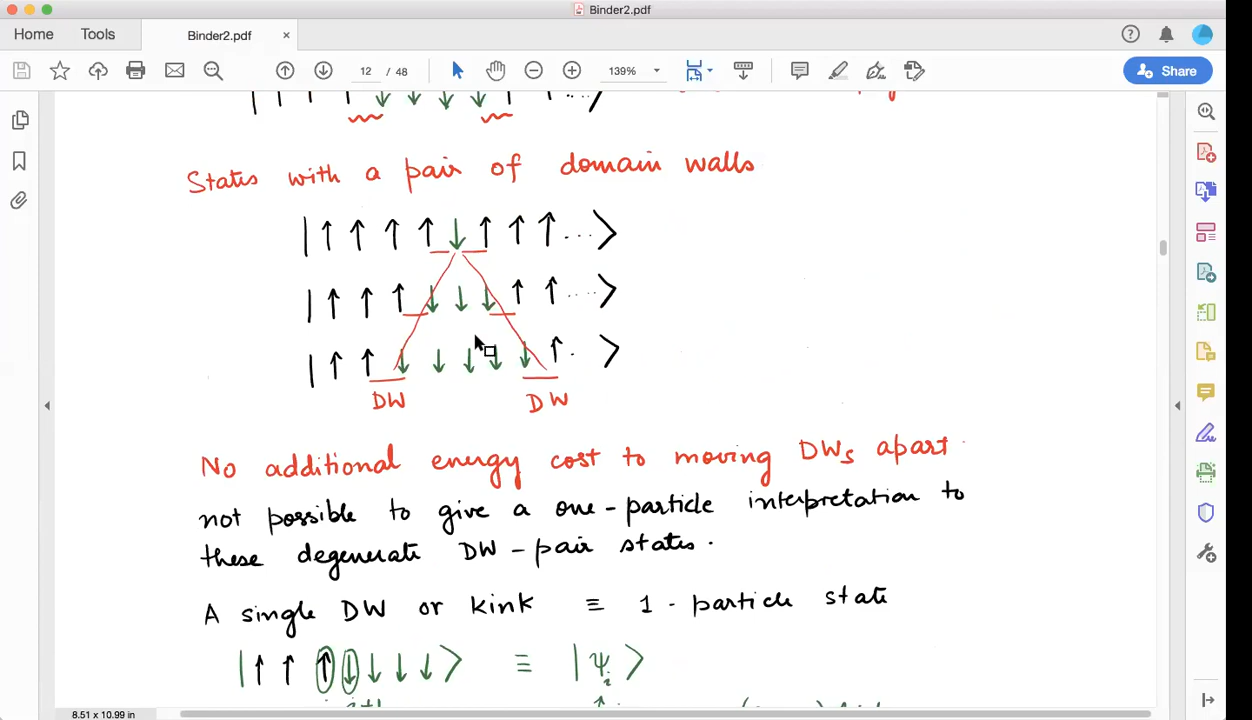 Binder2.pdf
Home Tools Binder2.pdf ×
12 / 48 139% Share
| ↑ ↑ ↑ ↑ ↓ ↓ ↓ ↓ ↑ ↑ ... >
States with a pair of domain walls
| ↑ ↑ ↑ ↑ ↓ ↑ ↑ ↑ .... >
| ↑ ↑ ↑ ↓ ↓ ↓ ↑ ↑ .... >
| ↑ ↑ ↓ ↓ ↓ ↓ ↓ ↑ . >
DW DW
No additional energy cost to moving DWs apart
not possible to give a one-particle interpretation to
these degenerate DW-pair states.
A single DW or kink ≡ 1-particle state
| ↑ ↑ ↑ ↓ ↓ ↓ ↓ > ≡ | ψi >
8.51 x 10.99 in